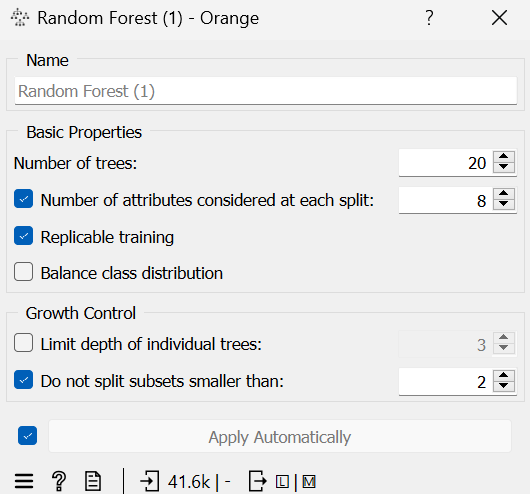 Random Forest (1) - Orange ?
Name
Random Forest (1)
Basic Properties
Number of trees: 20
Number of attributes considered at each split: 8
Replicable training
Balance class distribution
Growth Control
Limit depth of individual trees: 3
Do not split subsets smaller than: 2
Apply Automatically
? | 41.6k | - L | M